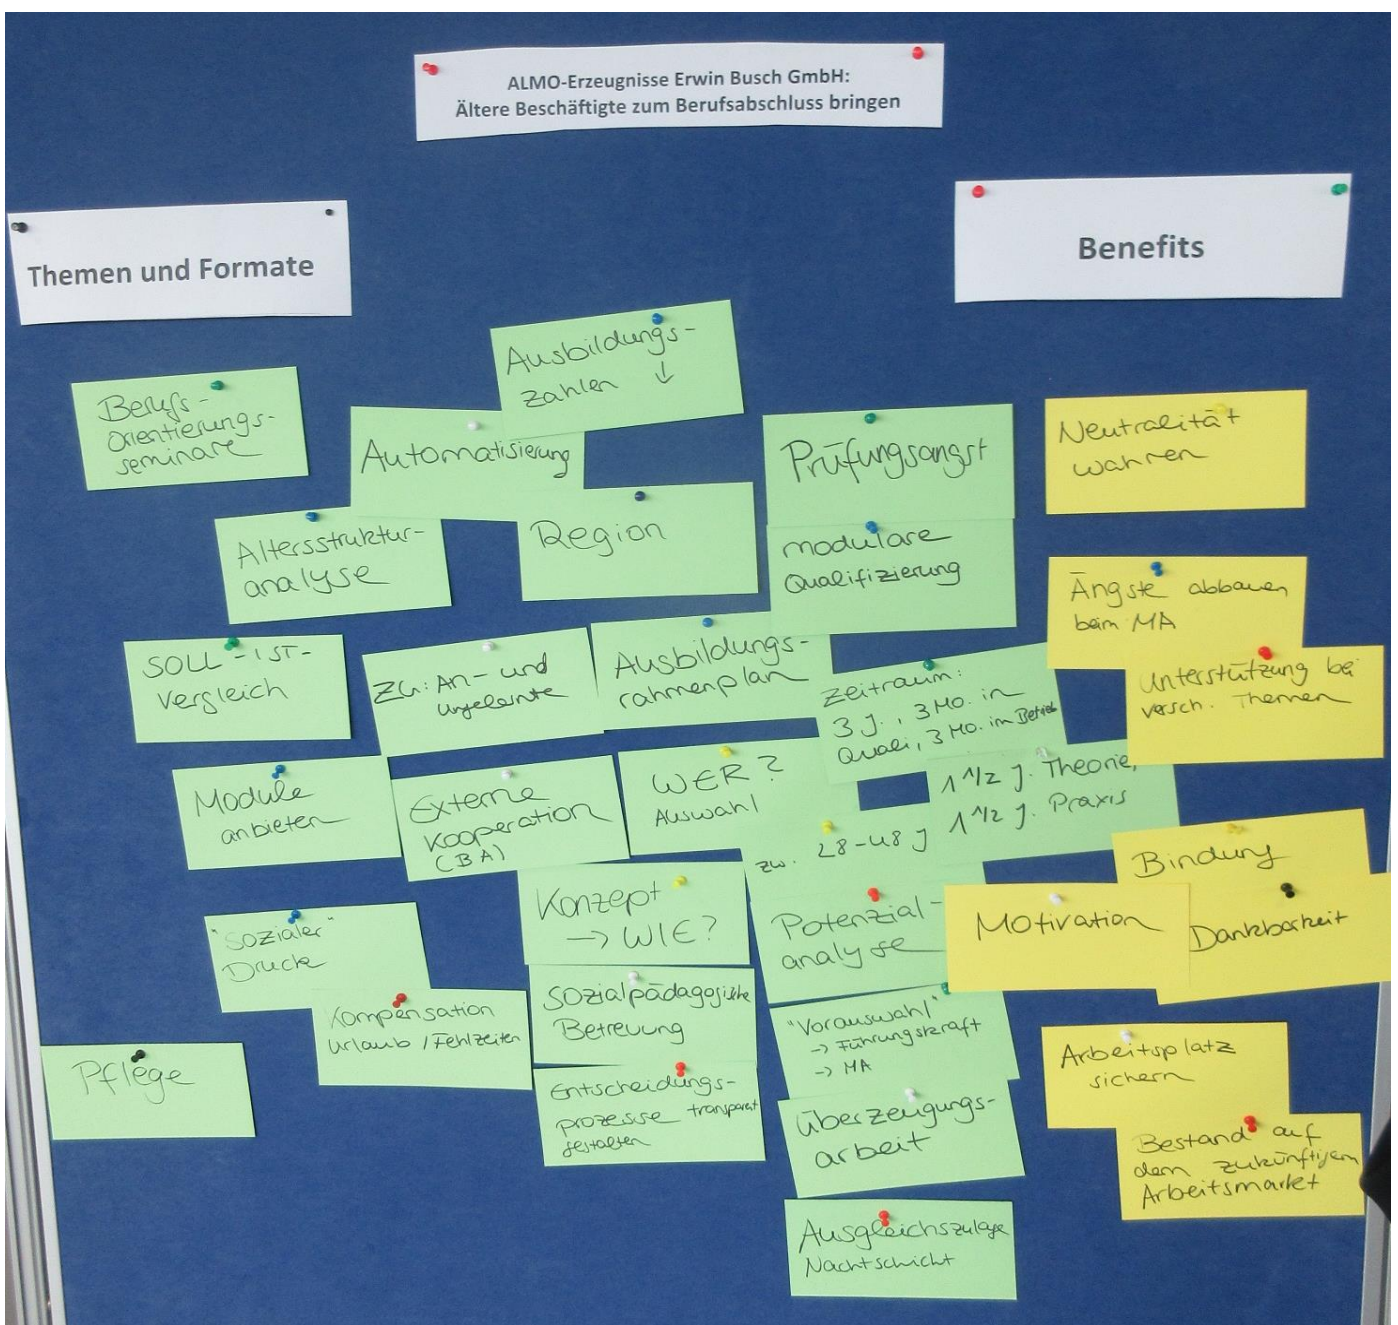 ALMO-Erzeugnisse Erwin Busch GmbH:
Ältere Beschäftigte zum Berufsabschluss bringen
Themen und Formate
Benefits
Berufs-
orientierungs-
seminare
Automatisierung
Ausbildungs-
zahlen ↓
Altersstruktur-
analyse
Region
Prüfungsangst
modulare
Qualifizierung
SOLL-IST-
vergleich
ZG: An- und
ungelernte
Ausbildungs-
rahmenplan
Zeitraum:
3 J., 3 Mo. in
Quali, 3 Mo. im Betrieb
1 1/2 J. Theorie,
1 1/2 J. Praxis
Module
anbieten
Externe
Kooperation
(BA)
WER?
Auswahl
zw. 28-48 J
Konzept
→ WIE?
Potenzial-
analyse
"Sozialer"
Druck
Kompensation
Urlaub / Fehlzeiten
Pflege
Sozialpädagogische
Betreuung
Entscheidungs-
prozesse transparent
gestalten
"Vorauswahl"
→ Führungskraft
→ MA
Überzeugungs-
arbeit
Ausgleichszulage
Nachtschicht
Neutralität
wahren
Ängste abbauen
beim MA
Unterstützung bei
versch. Themen
Bindung
Motivation
Dankbarkeit
Arbeitsplatz
sichern
Bestand auf
dem zukünftigen
Arbeitsmarkt